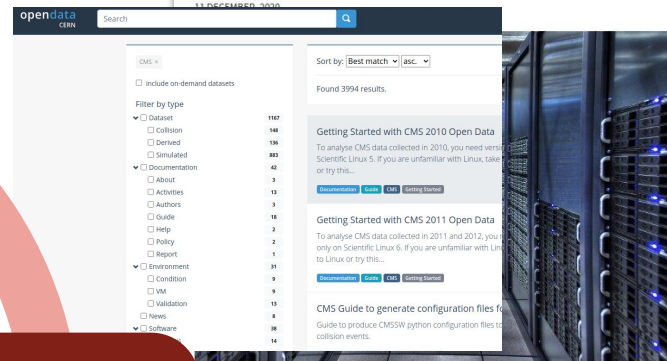 11 DECEMBER, 2020
opendata
CERN
Search
CMS ×
Include on-demand datasets
Filter by type
Dataset 1167
Collision 148
Derived 136
Simulated 883
Documentation 42
About 3
Activities 13
Authors 3
Guide 18
Help 2
Policy 2
Report 1
Environment 31
Condition 9
VM 9
Validation 13
News 8
Software 38
14
Sort by: Best match asc.
Found 3994 results.
Getting Started with CMS 2010 Open Data
To analyse CMS data collected in 2010, you need
Scientific Linux 5. If you are unfamiliar with Linux, take
or try this...
Documentation Guide CMS Getting Started
Getting Started with CMS 2011 Open Data
To analyse CMS data collected in 2011 and 2012, you
only on Scientific Linux 6. If you are unfamiliar with
to Linux or try this...
Documentation Guide CMS Getting Started
CMS Guide to generate configuration files
Guide to produce CMSSW python configuration files
collision events.